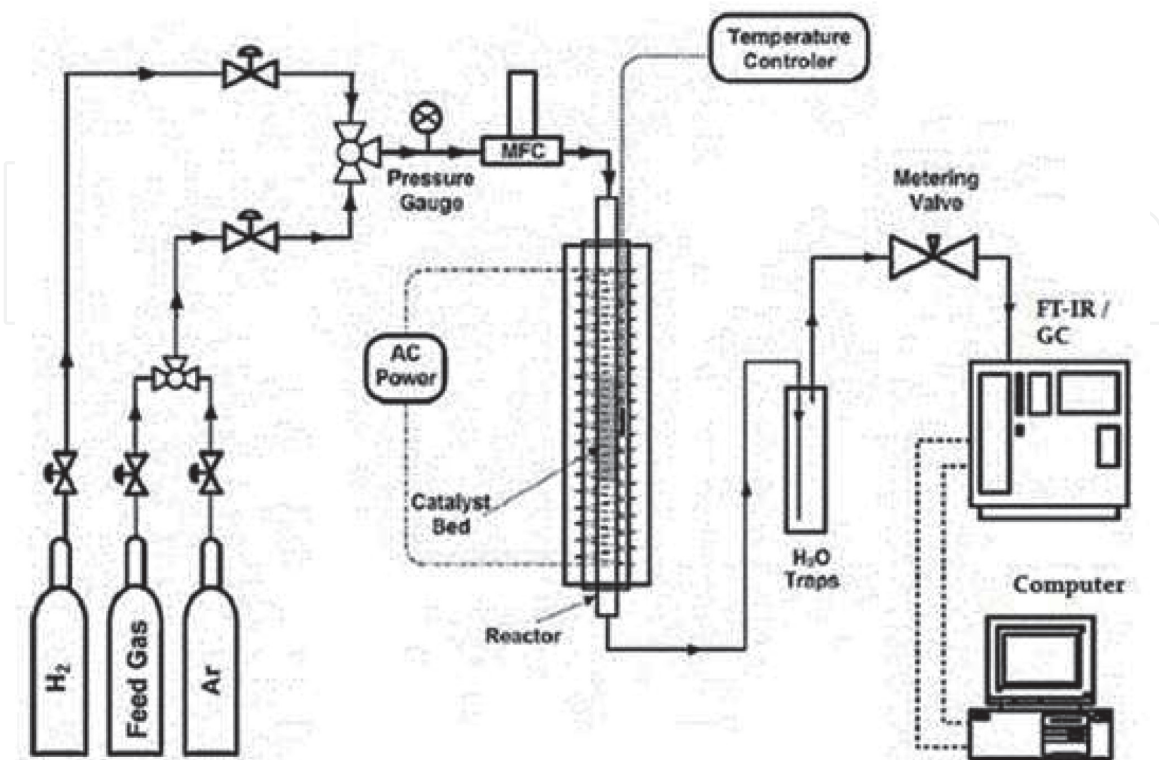 Temperature
Controler
MFC
Pressure
Gauge
Metering
Valve
FT-IR /
GC
AC
Power
Catalyst
Bed
H₂O
Traps
Reactor
Computer
H₂
Feed Gas
Ar